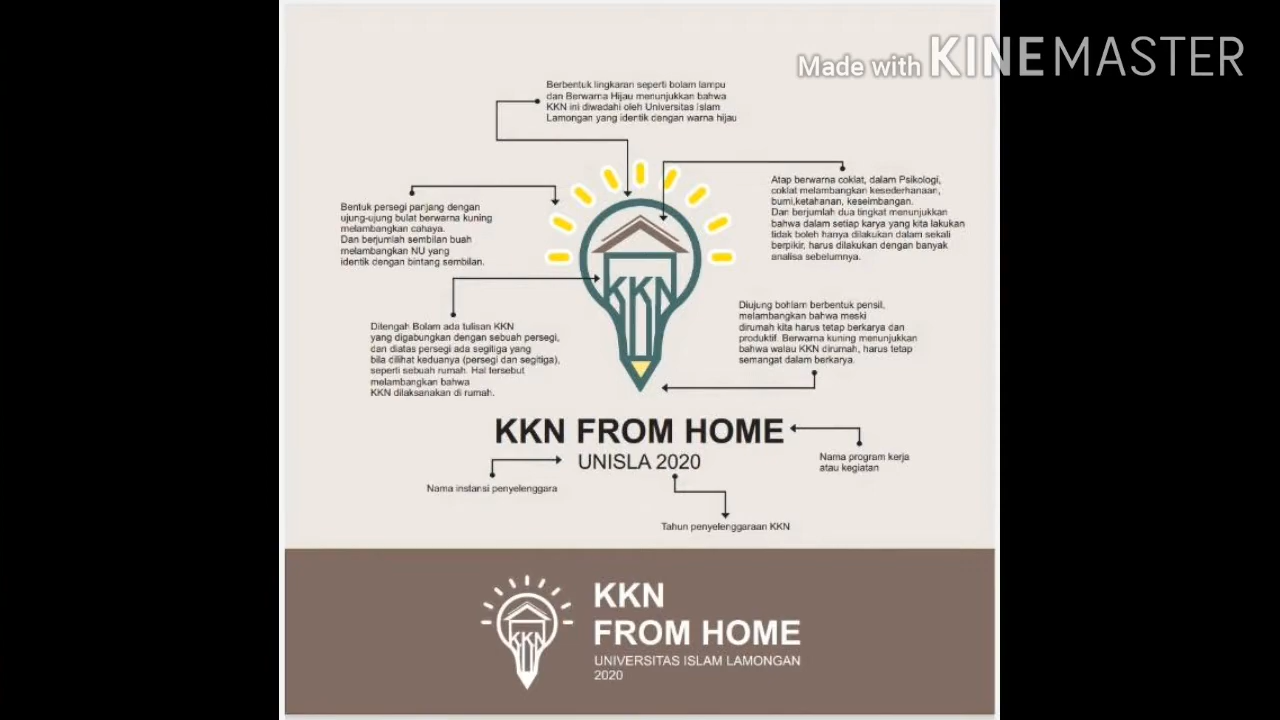 Made with KINEMASTER
Berbentuk lingkaran seperti bolam lampu
dan Berwarna Hijau menunjukkan bahwa
KKN ini diwadahi oleh Universitas Islam
Lamongan yang identik dengan warna hijau
Atap berwarna coklat, dalam Psikologi,
coklat melambangkan kesederhanaan,
bumi,ketahanan, keseimbangan.
Dan berjumlah dua tingkat menunjukkan
bahwa dalam setiap karya yang kita lakukan
tidak boleh hanya dilakukan dalam sekali
berpikir, harus dilakukan dengan banyak
analisa sebelumnya.
Bentuk persegi panjang dengan
ujung-ujung bulat berwarna kuning
melambangkan cahaya.
Dan berjumlah sembilan buah
melambangkan NU yang
identik dengan bintang sembilan.
KKN
Diujung bohlam berbentuk pensil,
melambangkan bahwa meski
dirumah kita harus tetap berkarya dan
produktif. Berwarna kuning menunjukkan
bahwa walau KKN dirumah, harus tetap
semangat dalam berkarya.
Ditengah Bolam ada tulisan KKN
yang digabungkan dengan sebuah persegi,
dan diatas persegi ada segitiga yang
bila dilihat keduanya (persegi dan segitiga),
seperti sebuah rumah. Hal tersebut
melambangkan bahwa
KKN dilaksanakan di rumah.
KKN FROM HOME
UNISLA 2020
Nama program kerja
atau kegiatan
Nama instansi penyelenggara
Tahun penyelenggaraan KKN
KKN
KKN
FROM HOME
UNIVERSITAS ISLAM LAMONGAN
2020